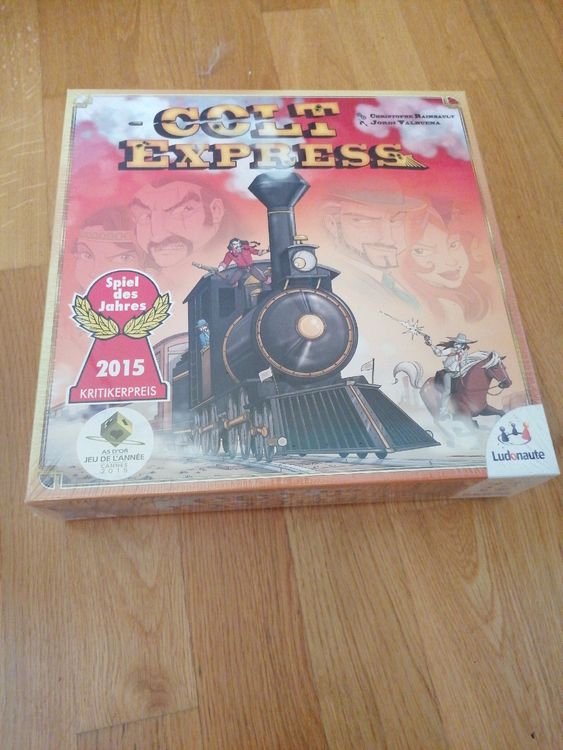 COLT
EXPRESS
CHRISTOPHE RAIMBAULT
JORDI VALBUENA
Spiel
des
Jahres
2015
KRITIKERPREIS
AS D'OR
JEU DE L'ANNÉE
CANNES
2015
Ludonaute